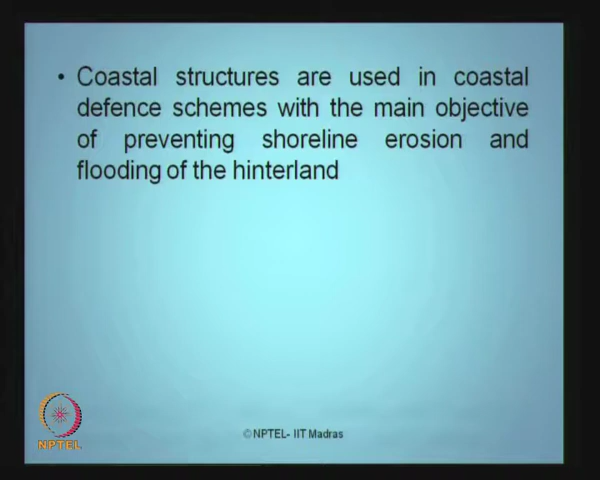 • Coastal structures are used in coastal
defence schemes with the main objective
of preventing shoreline erosion and
flooding of the hinterland
NPTEL
©NPTEL- IIT Madras